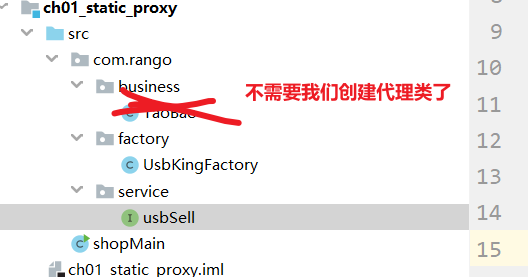 ch01_static_proxy
src
com.rango
business
TaoBao
factory
UsbKingFactory
service
usbSell
shopMain
ch01_static_proxy.iml
不需要我们创建代理类了
9
10
11
12
13
14
15